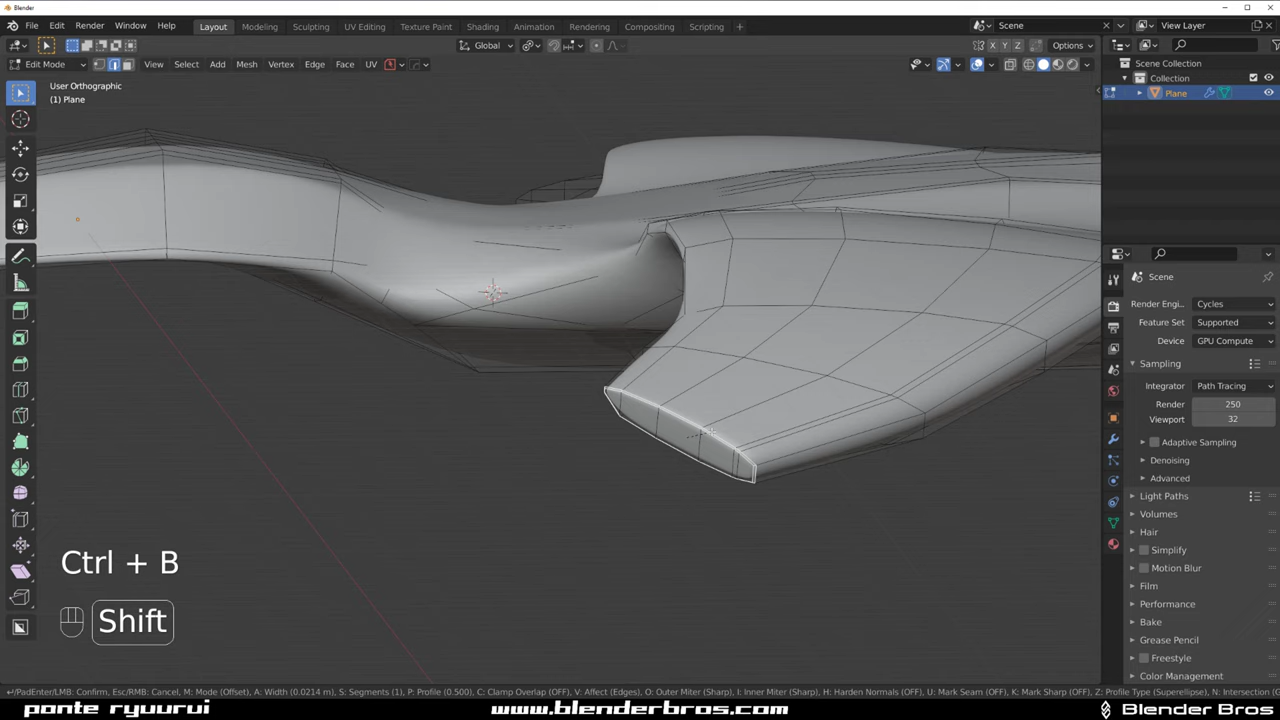 Blender
File Edit Render Window Help Layout Modeling Sculpting UV Editing Texture Paint Shading Animation Rendering Compositing Scripting + Scene View Layer
Global X Y Z Options
Edit Mode View Select Add Mesh Vertex Edge Face UV
User Orthographic
(1) Plane
Scene Collection
Collection
Plane
Scene
Render Engi... Cycles
Feature Set Supported
Device GPU Compute
Sampling
Integrator Path Tracing
Render 250
Viewport 32
Adaptive Sampling
Denoising
Advanced
Light Paths
Volumes
Hair
Simplify
Motion Blur
Film
Performance
Bake
Grease Pencil
Freestyle
Color Management
Ctrl + B
Shift
↵/PadEnter/LMB: Confirm, Esc/RMB: Cancel, M: Mode (Offset), A: Width (0.0214 m), S: Segments (1), P: Profile (0.500), C: Clamp Overlap (OFF), V: Affect (Edges), O: Outer Miter (Sharp), I: Inner Miter (Sharp), H: Harden Normals (OFF), U: Mark Seam (OFF), K: Mark Sharp (OFF), Z: Profile Type (Superellipse), N: Intersection (G
ponte ryuurui www.blenderbros.com Blender Bros